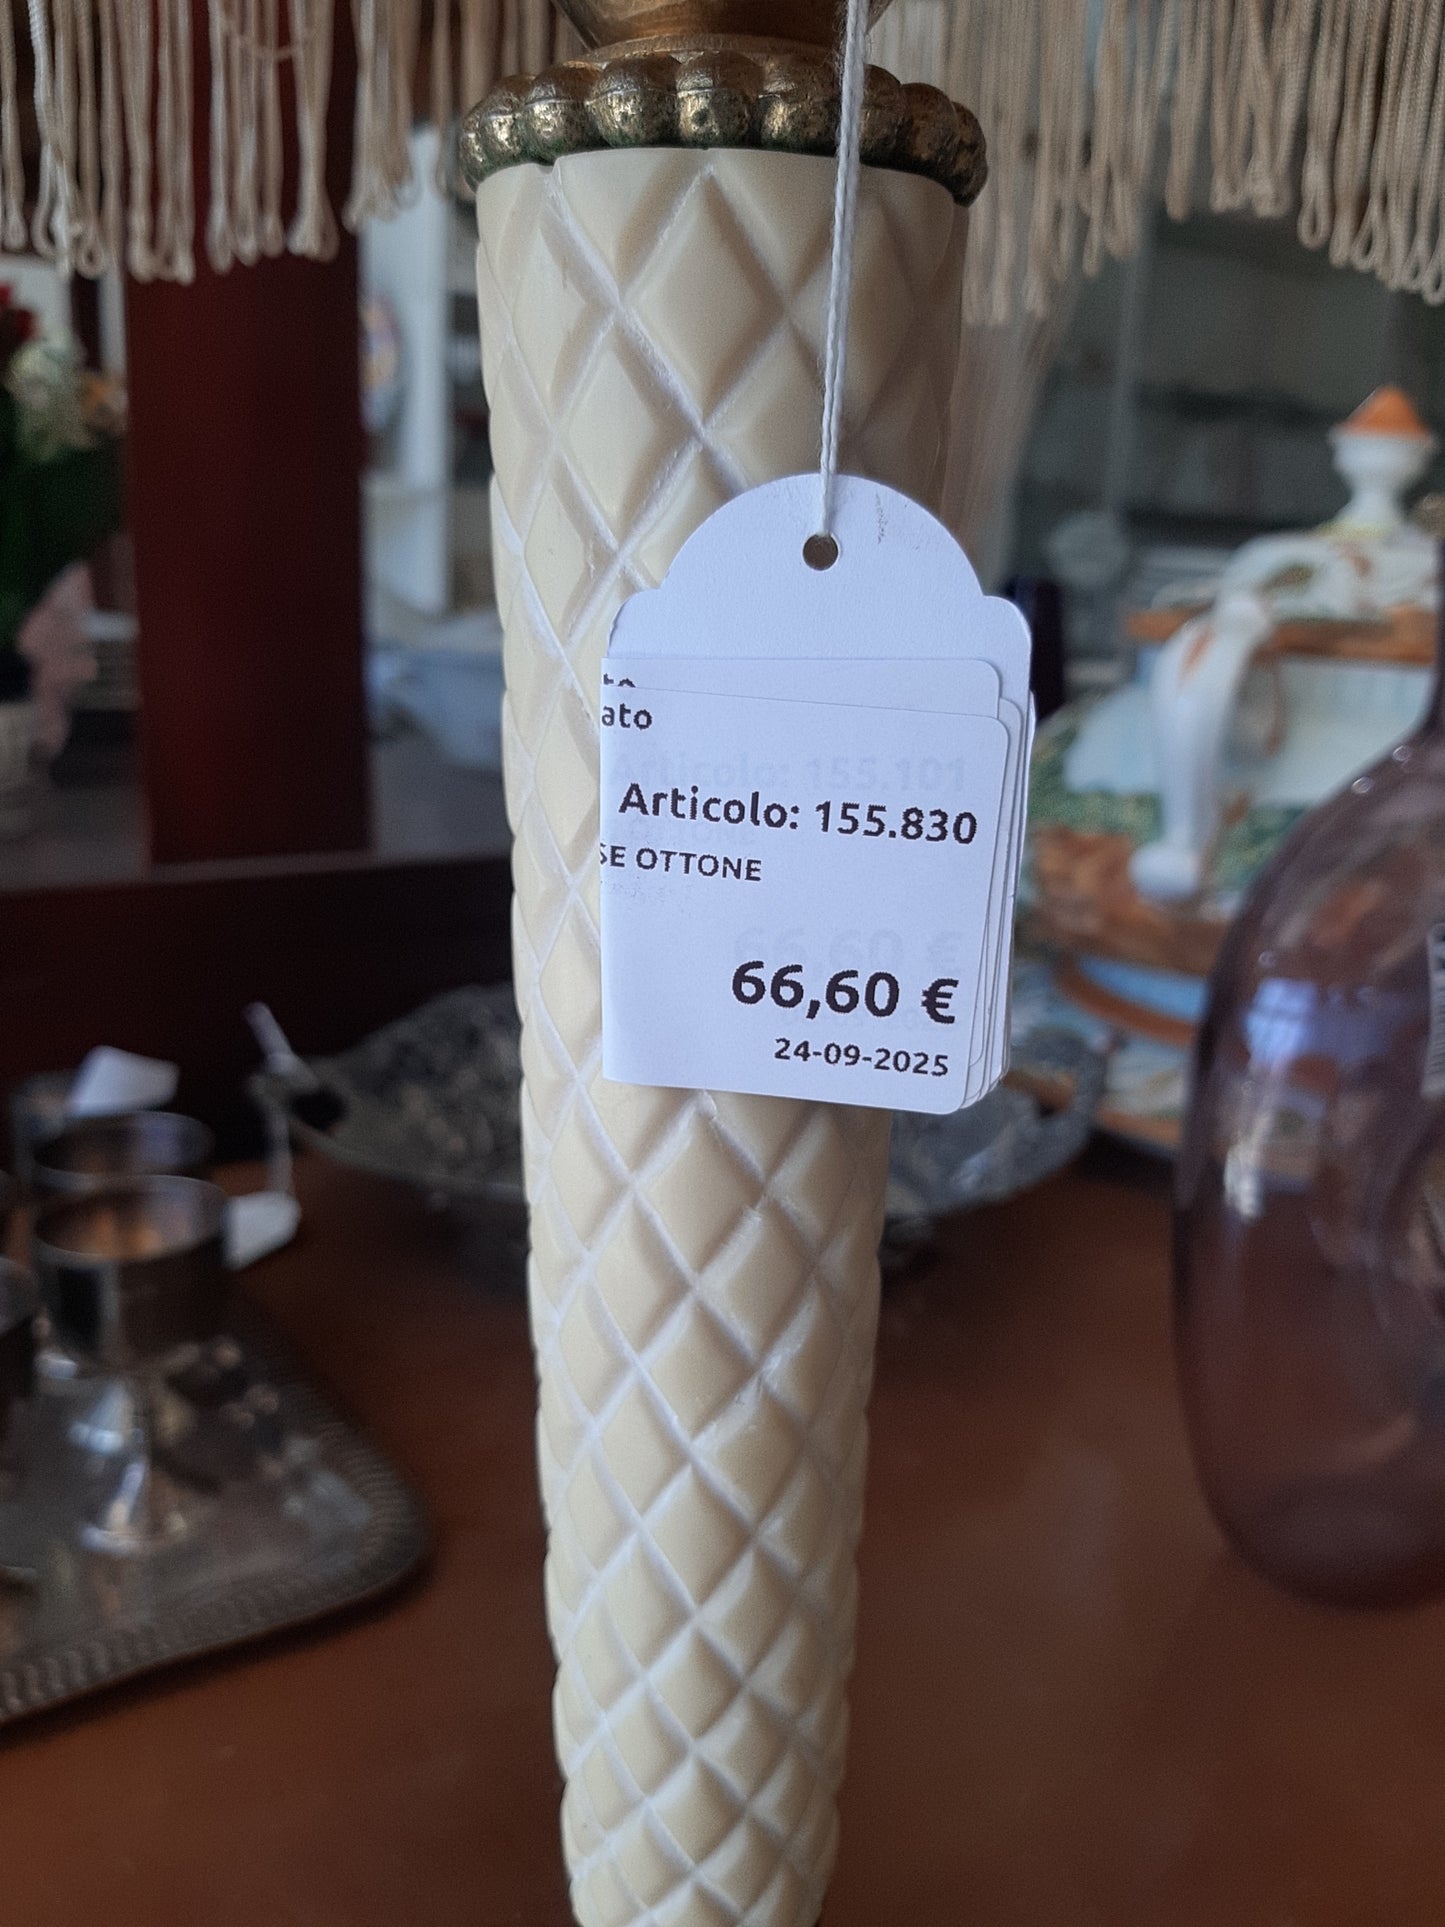 ato
Articolo: 155.830
SE OTTONE
66,60 €
24-09-2025